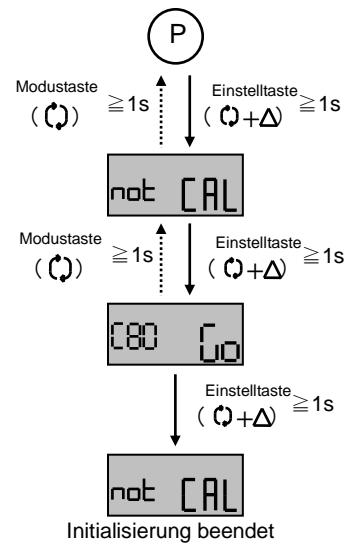 P
Modustaste
( ) ≧1s
Einstelltaste
( +△) ≧1s
not CAL
Modustaste
( ) ≧1s
Einstelltaste
( +△) ≧1s
C80 Go
Einstelltaste
( +△) ≧1s
not CAL
Initialisierung beendet